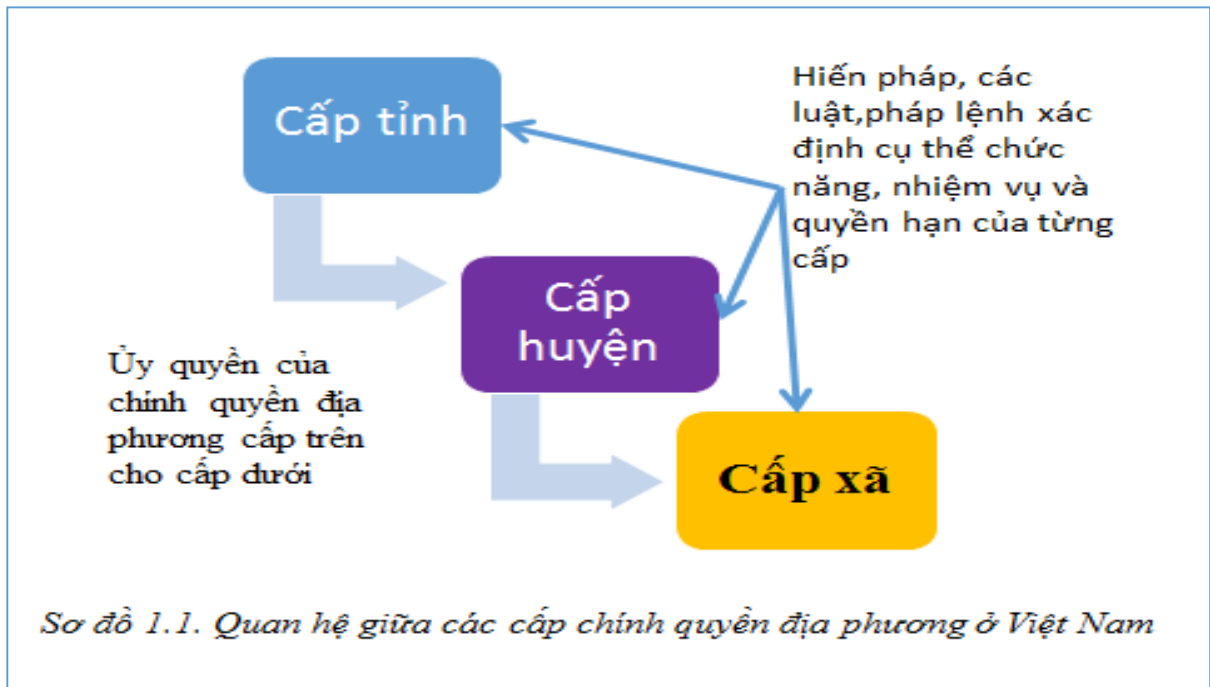 Cấp tỉnh
Hiến pháp, các
luật,pháp lệnh xác
định cụ thể chức
năng, nhiệm vụ và
quyền hạn của từng
cấp
Cấp
huyện
Ủy quyền của
chính quyền địa
phương cấp trên
cho cấp dưới
Cấp xã
Sơ đồ 1.1. Quan hệ giữa các cấp chính quyền địa phương ở Việt Nam